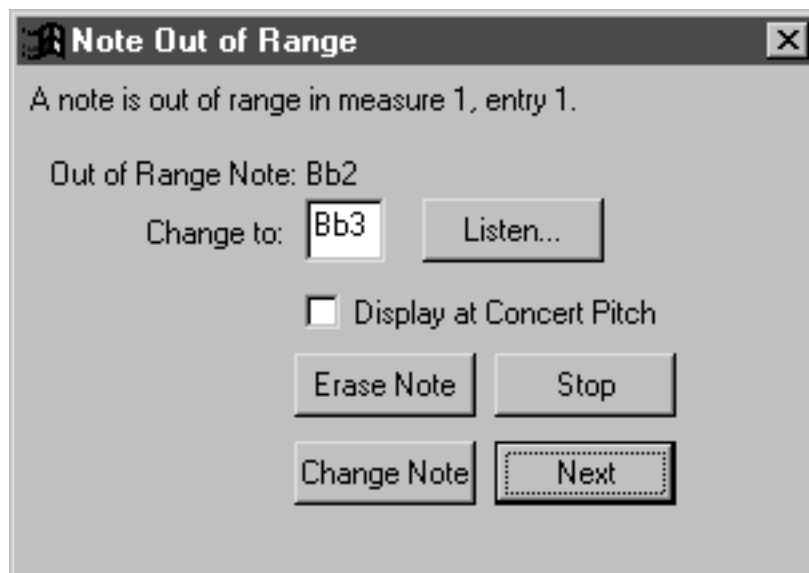 Note Out of Range
A note is out of range in measure 1, entry 1.
Out of Range Note: Bb2
Change to: Bb3 Listen...
Display at Concert Pitch
Erase Note Stop
Change Note Next